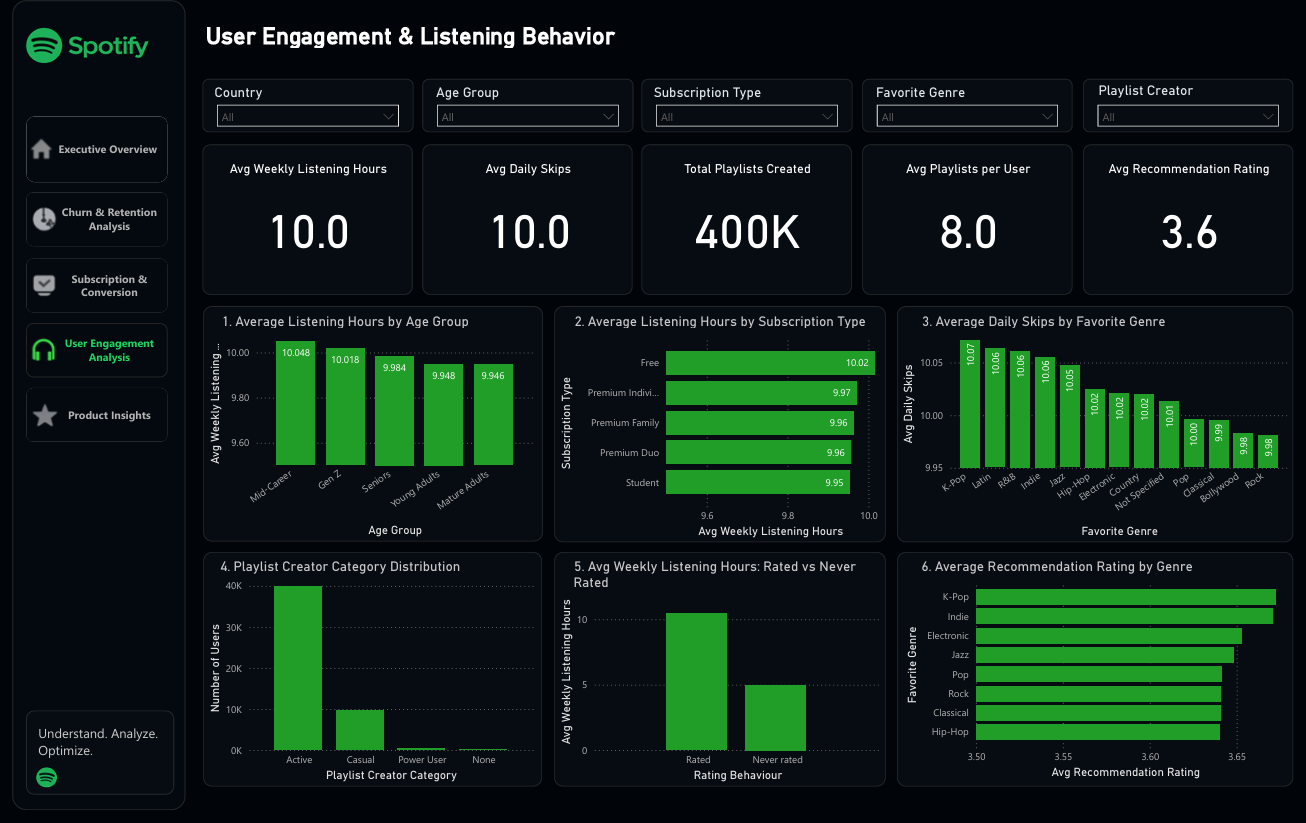 Spotify
User Engagement & Listening Behavior
Country
All
Age Group
All
Subscription Type
All
Favorite Genre
All
Playlist Creator
All
Executive Overview
Churn & Retention
Analysis
Subscription &
Conversion
User Engagement
Analysis
Product Insights
Understand. Analyze.
Optimize.
Avg Weekly Listening Hours
10.0
Avg Daily Skips
10.0
Total Playlists Created
400K
Avg Playlists per User
8.0
Avg Recommendation Rating
3.6
1. Average Listening Hours by Age Group
Avg Weekly Listening ...
10.00
9.80
9.60
10.048
10.018
9.984
9.948
9.946
Mid-Career
Gen Z
Seniors
Young Adults
Mature Adults
Age Group
2. Average Listening Hours by Subscription Type
Subscription Type
Free
10.02
Premium Indivi...
9.97
Premium Family
9.96
Premium Duo
9.96
Student
9.95
9.6
9.8
10.0
Avg Weekly Listening Hours
3. Average Daily Skips by Favorite Genre
Avg Daily Skips
10.05
10.00
9.95
10.07
10.06
10.06
10.06
10.05
10.02
10.02
10.02
10.01
10.00
9.99
9.98
9.98
K-Pop
Latin
R&B
Indie
Jazz
Hip-Hop
Electronic
Country
Not Specified
Pop
Classical
Bollywood
Rock
Favorite Genre
4. Playlist Creator Category Distribution
Number of Users
40K
30K
20K
10K
0K
Active
Casual
Power User
None
Playlist Creator Category
5. Avg Weekly Listening Hours: Rated vs Never
Rated
Avg Weekly Listening Hours
10
5
0
Rated
Never rated
Rating Behaviour
6. Average Recommendation Rating by Genre
Favorite Genre
K-Pop
Indie
Electronic
Jazz
Pop
Rock
Classical
Hip-Hop
3.50
3.55
3.60
3.65
Avg Recommendation Rating